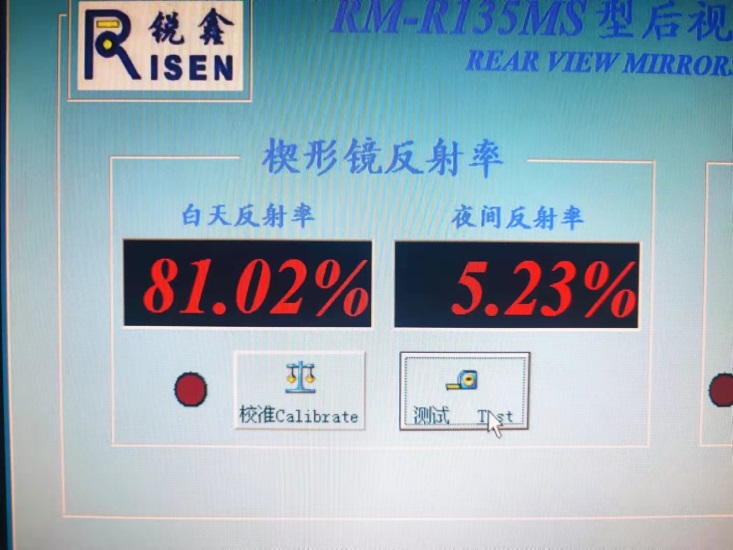 锐鑫
RISEN
RM-R135MS型后视
REAR VIEW MIRROR
楔形镜反射率
白天反射率 夜间反射率
81.02% 5.23%
校准Calibrate 测试 Test